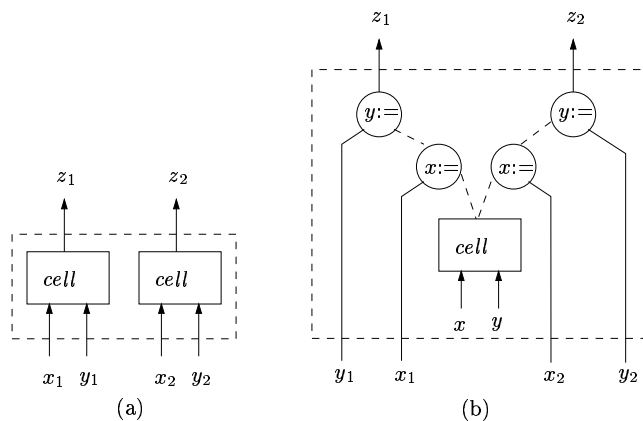 z₁ z₂
y:= y:=
x:= x:=
z₁ z₂
cell cell
cell
x y
x₁ y₁ x₂ y₂
y₁ x₁ x₂ y₂
(a) (b)